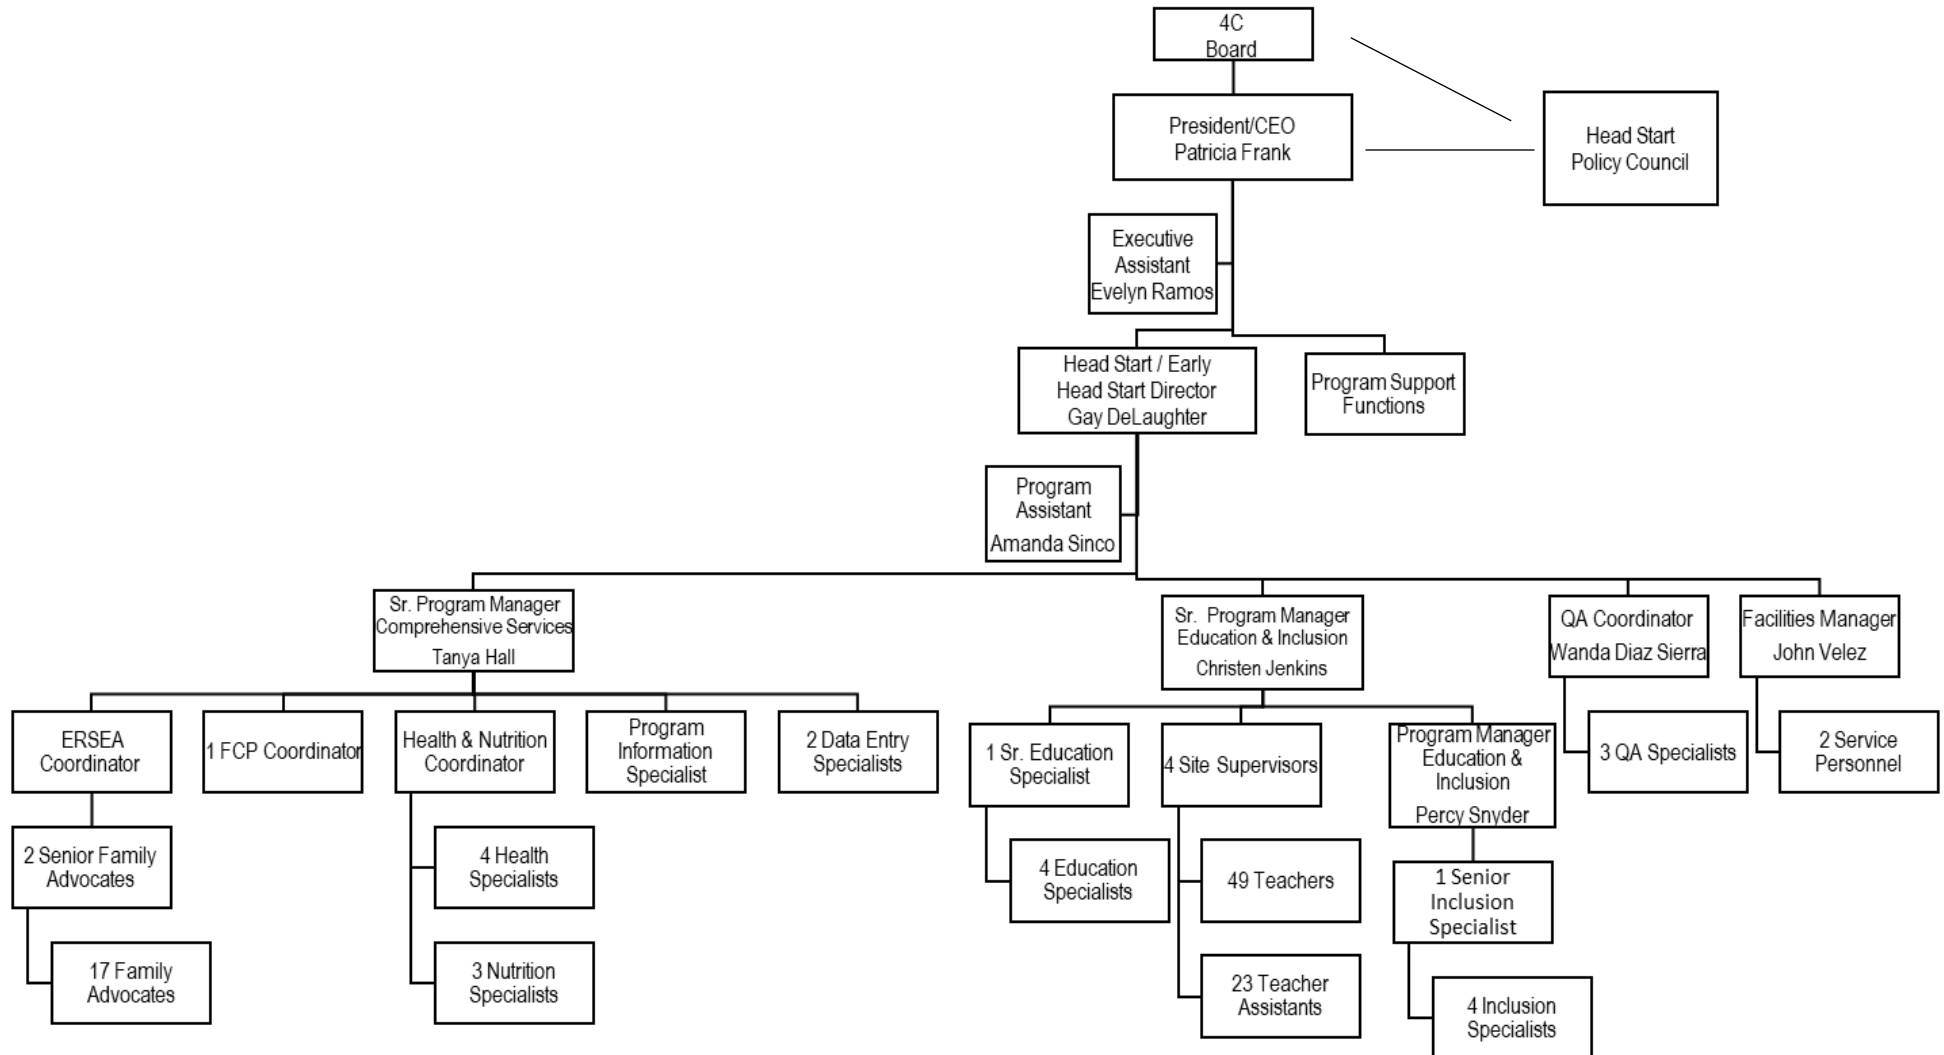 4C
Board
President/CEO
Patricia Frank
Head Start
Policy Council
Executive
Assistant
Evelyn Ramos
Head Start / Early
Head Start Director
Gay DeLaughter
Program Support
Functions
Program
Assistant
Amanda Sinco
Sr. Program Manager
Comprehensive Services
Tanya Hall
Sr. Program Manager
Education & Inclusion
Christen Jenkins
QA Coordinator
Wanda Diaz Sierra
Facilities Manager
John Velez
ERSEA
Coordinator
1 FCP Coordinator
Health & Nutrition
Coordinator
Program
Information
Specialist
2 Data Entry
Specialists
1 Sr. Education
Specialist
4 Site Supervisors
Program Manager
Education &
Inclusion
Percy Snyder
3 QA Specialists
2 Service
Personnel
2 Senior Family
Advocates
4 Health
Specialists
4 Education
Specialists
49 Teachers
1 Senior
Inclusion
Specialist
17 Family
Advocates
3 Nutrition
Specialists
23 Teacher
Assistants
4 Inclusion
Specialists